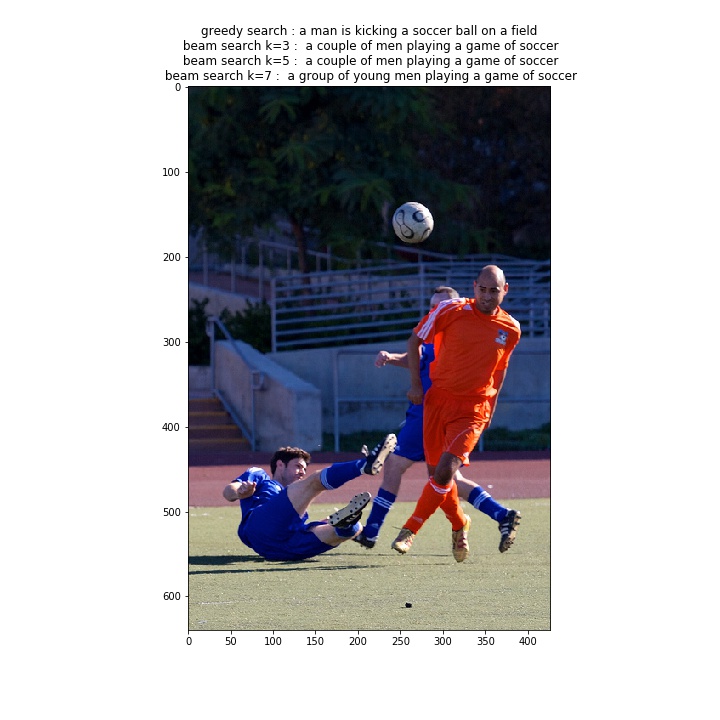 greedy search : a man is kicking a soccer ball on a field
beam search k=3 :  a couple of men playing a game of soccer
beam search k=5 :  a couple of men playing a game of soccer
beam search k=7 :  a group of young men playing a game of soccer
0
100
200
300
400
500
600
0 50 100 150 200 250 300 350 400